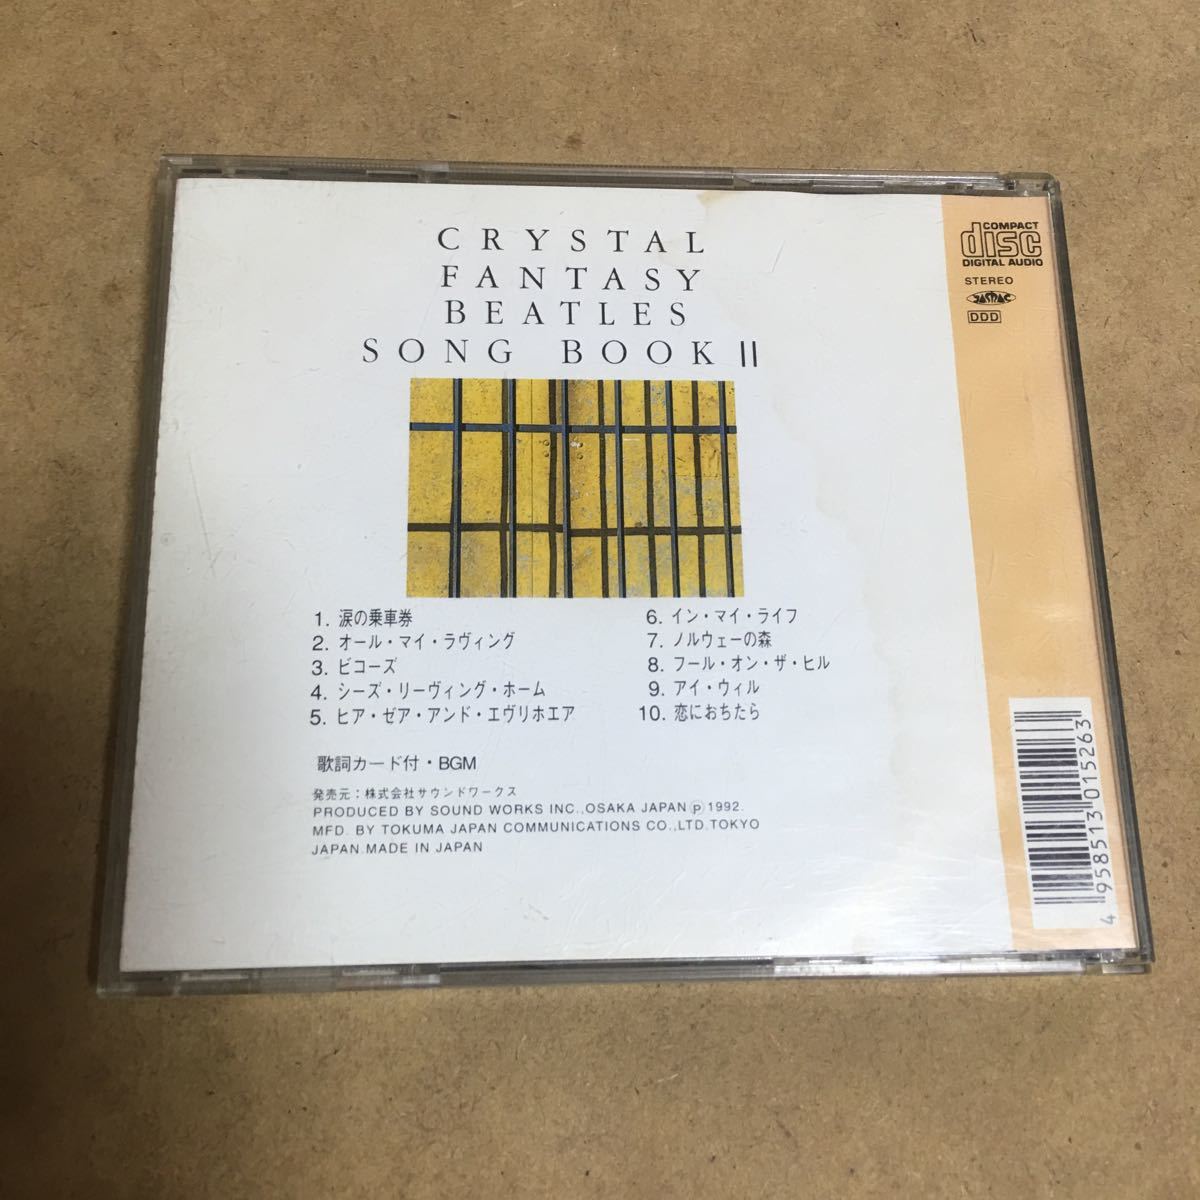 CRYSTAL
FANTASY
BEATLES
SONG BOOK II
COMPACT
disc
DIGITAL AUDIO
STEREO
JASRAC
DDD
1. 涙の乗車券
2. オール・マイ・ラヴィング
3. ビコーズ
4. シーズ・リーヴィング・ホーム
5. ヒア・ゼア・アンド・エヴリホエア
6. イン・マイ・ライフ
7. ノルウェーの森
8. フール・オン・ザ・ヒル
9. アイ・ウィル
10. 恋におちたら
歌詞カード付・BGM
発売元：株式会社サウンドワークス
PRODUCED BY SOUND WORKS INC.,OSAKA JAPAN ℗ 1992.
MFD. BY TOKUMA JAPAN COMMUNICATIONS CO.,LTD.TOKYO
JAPAN.MADE IN JAPAN
4 958513 015263